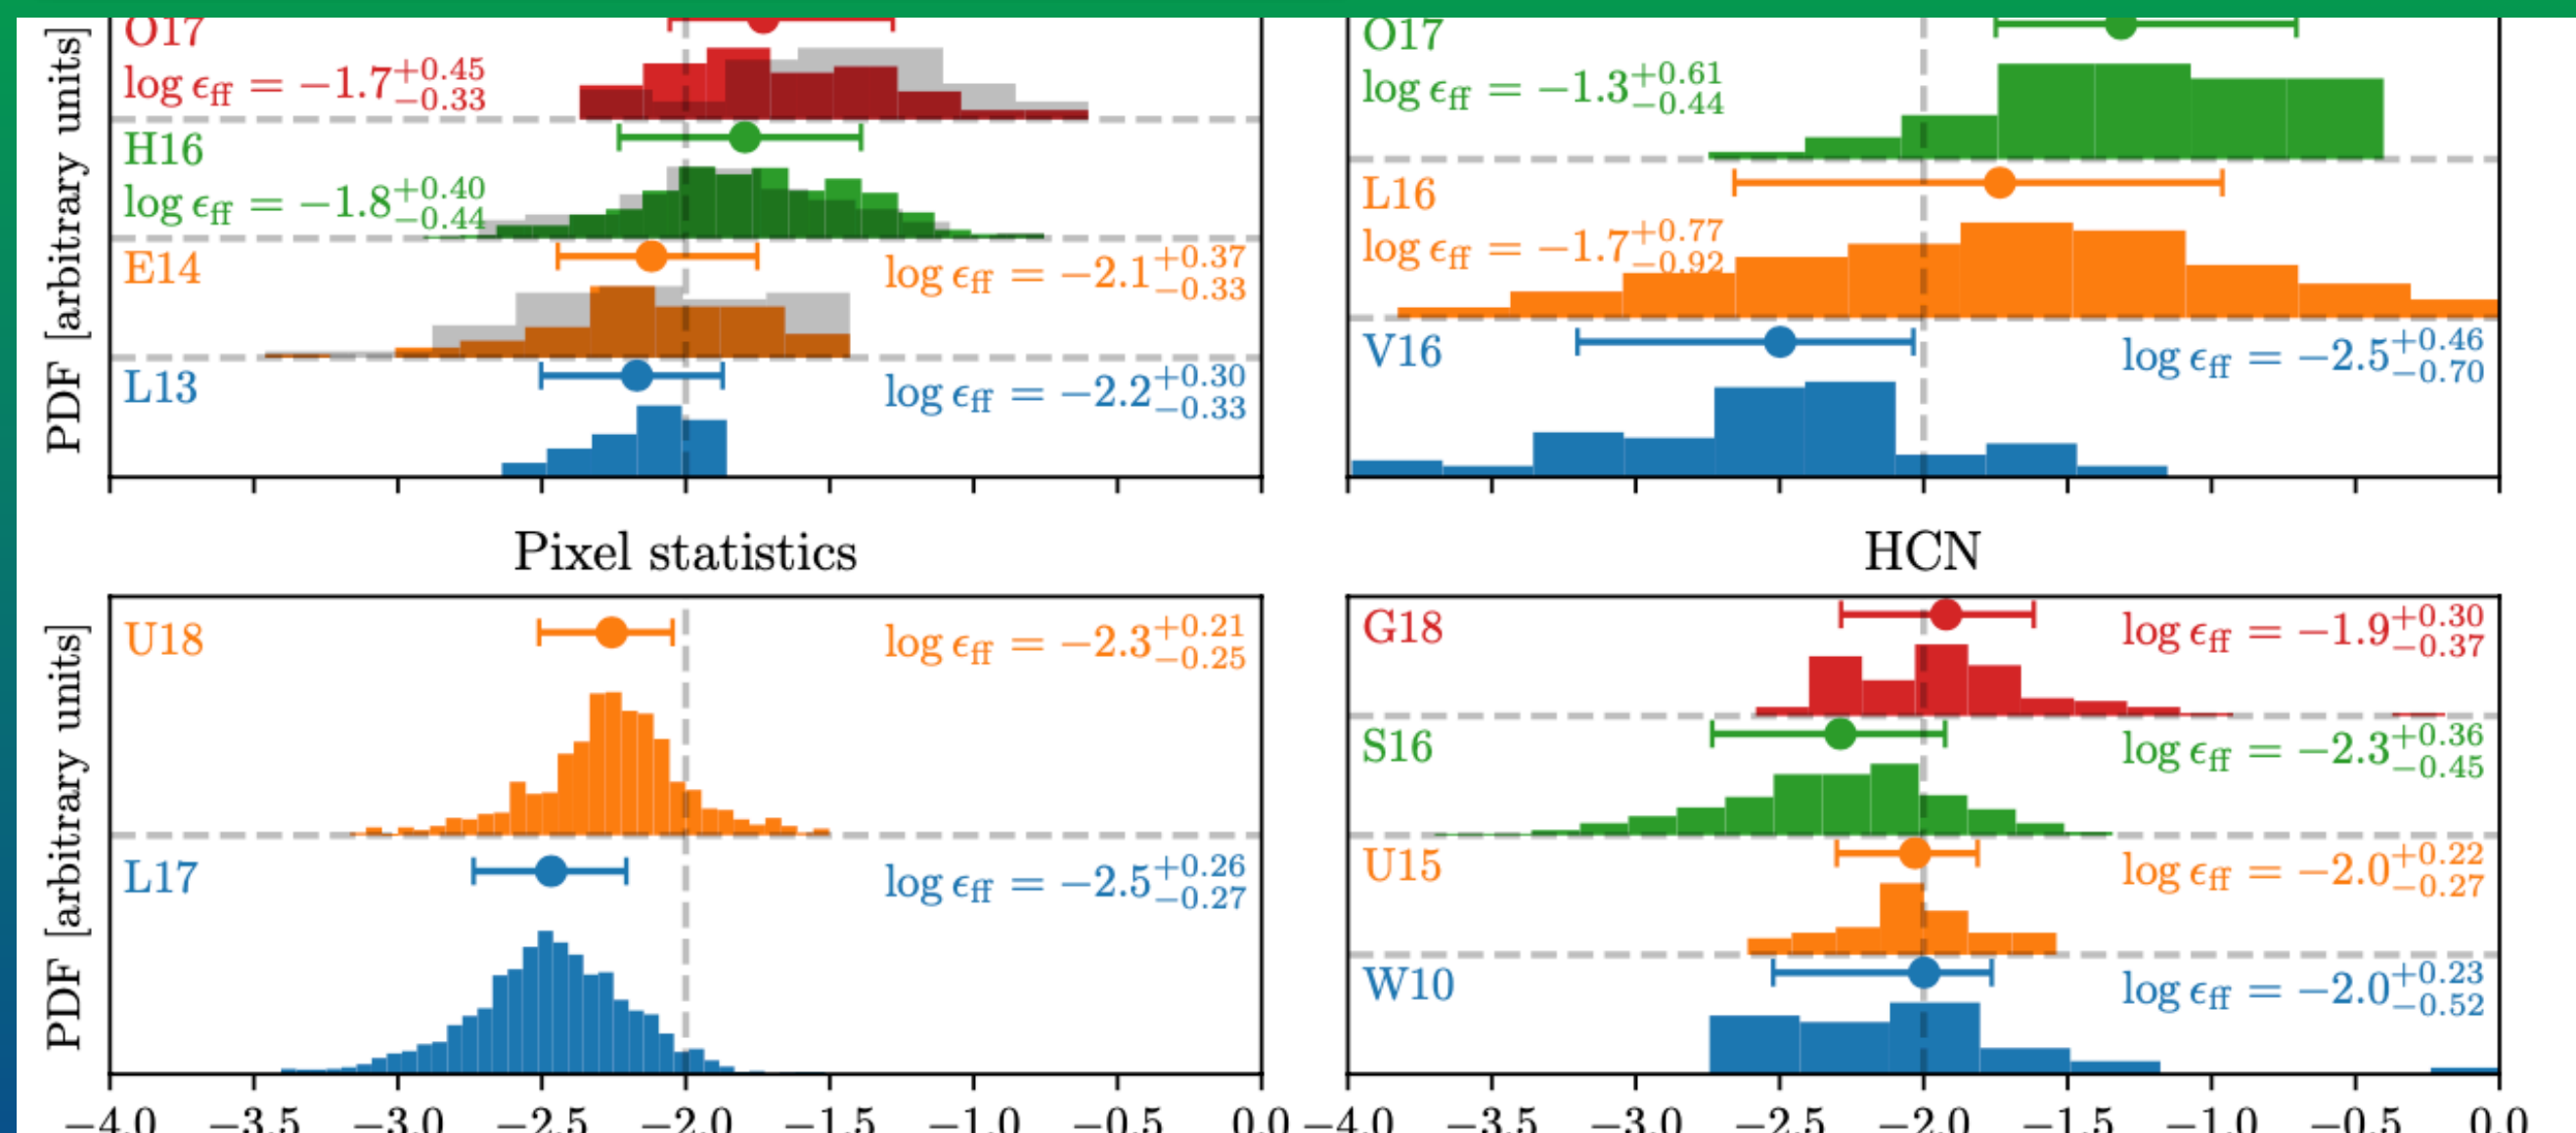 O17
log ϵff = −1.7+0.45−0.33
H16
log ϵff = −1.8+0.40−0.44
E14
log ϵff = −2.1+0.37−0.33
L13
log ϵff = −2.2+0.30−0.33
PDF [arbitrary units]
O17
log ϵff = −1.3+0.61−0.44
L16
log ϵff = −1.7+0.77−0.92
V16
log ϵff = −2.5+0.46−0.70
Pixel statistics
U18
log ϵff = −2.3+0.21−0.25
L17
log ϵff = −2.5+0.26−0.27
PDF [arbitrary units]
−4.0 −3.5 −3.0 −2.5 −2.0 −1.5 −1.0 −0.5 0.0
HCN
G18
log ϵff = −1.9+0.30−0.37
S16
log ϵff = −2.3+0.36−0.45
U15
log ϵff = −2.0+0.22−0.27
W10
log ϵff = −2.0+0.23−0.52
−4.0 −3.5 −3.0 −2.5 −2.0 −1.5 −1.0 −0.5 0.0